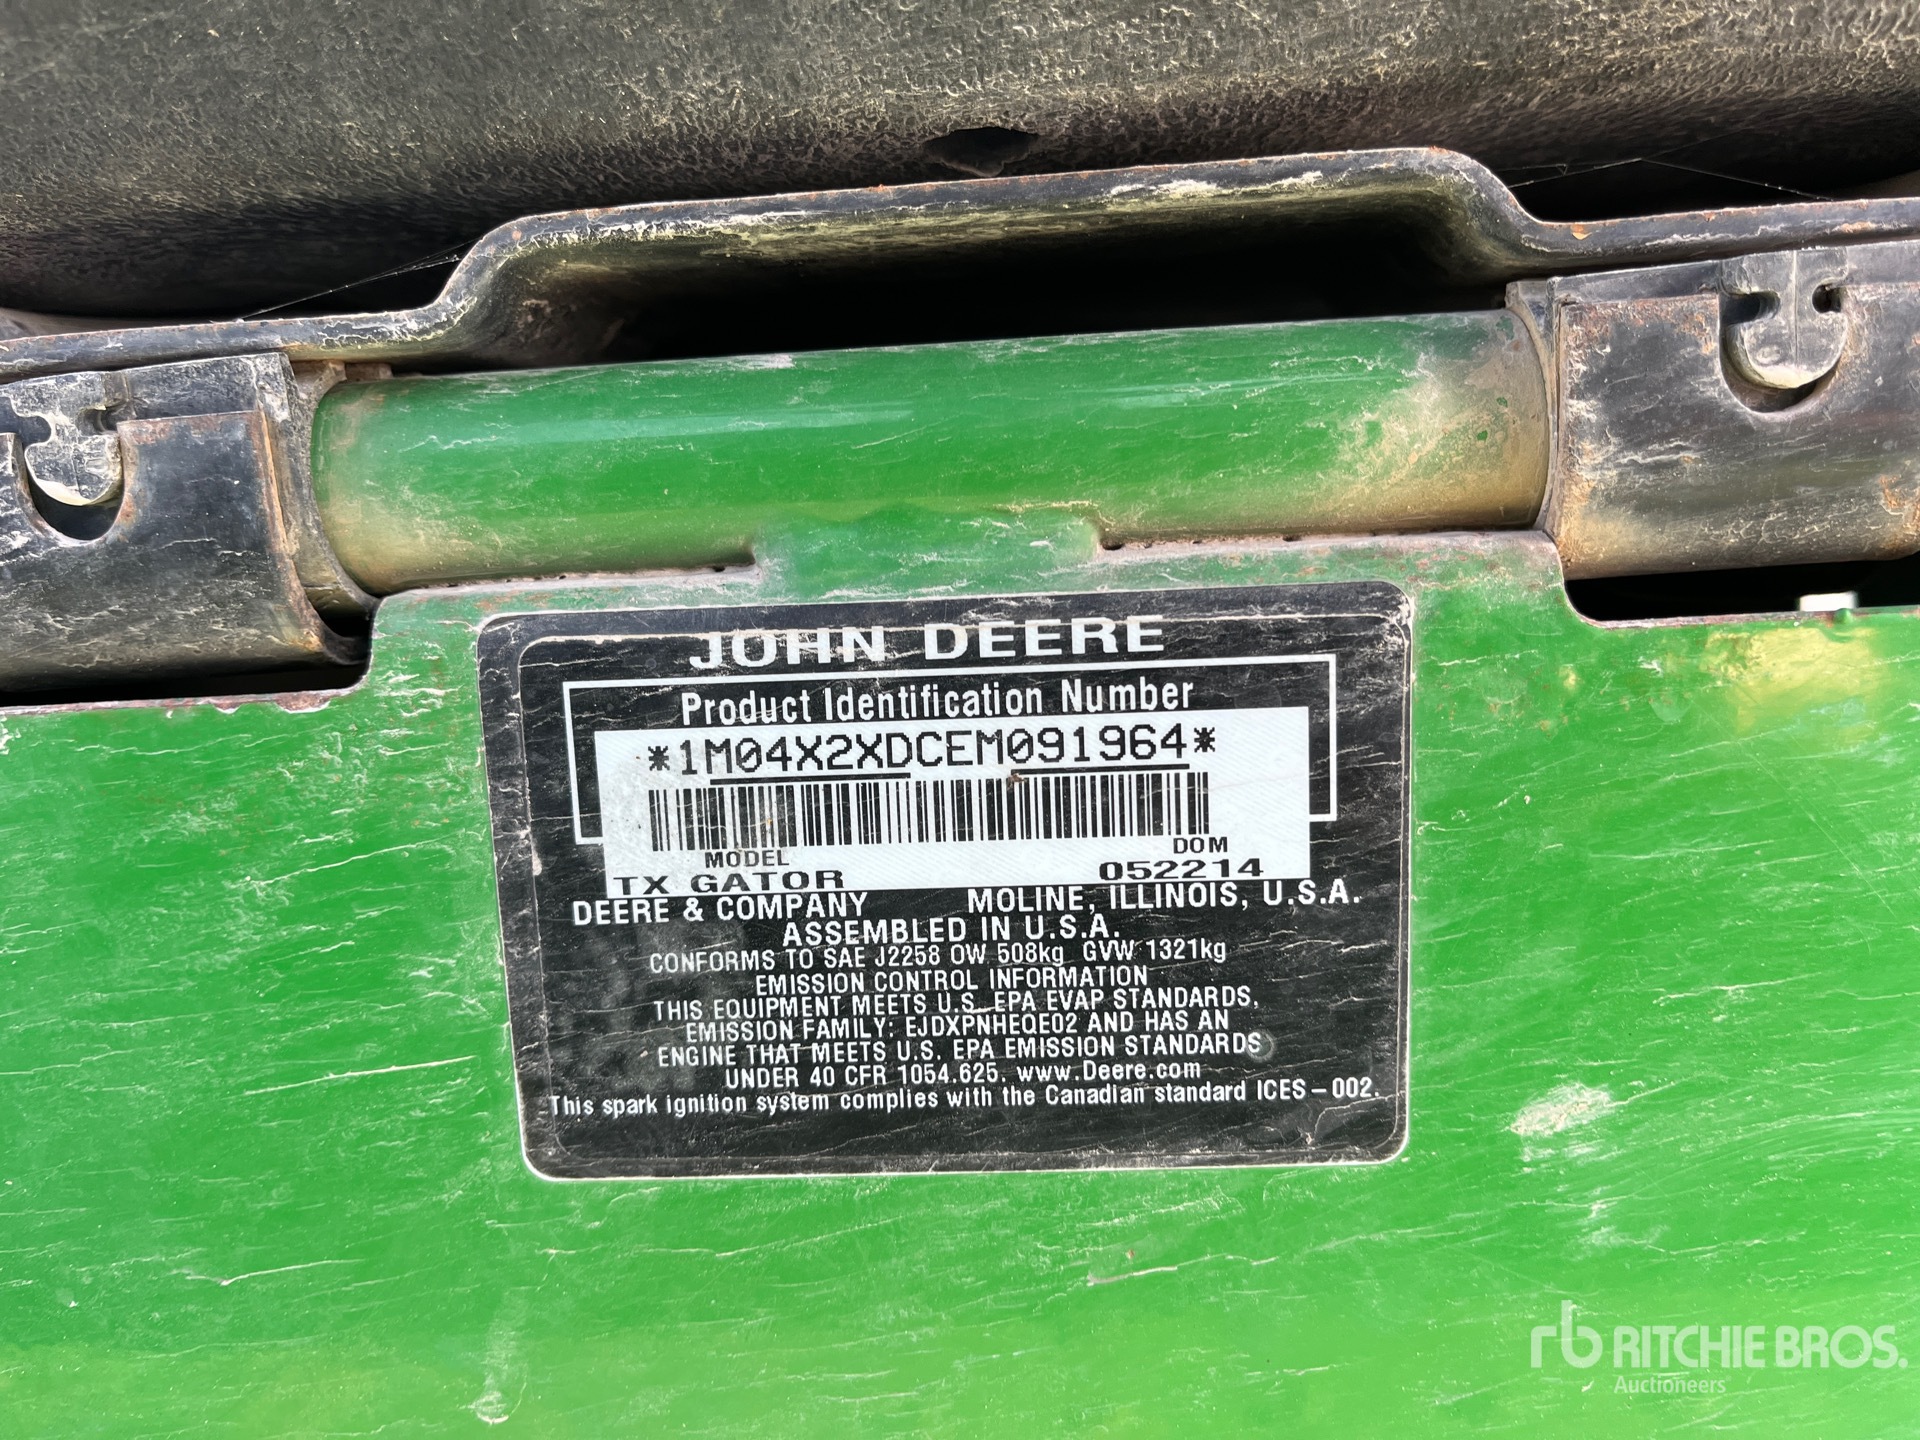 JOHN DEERE
Product Identification Number
*1M04X2XDCEM091964*
MODEL DOM
TX GATOR 052214
DEERE & COMPANY MOLINE, ILLINOIS, U.S.A.
ASSEMBLED IN U.S.A.
CONFORMS TO SAE J2258 OW 508kg GVW 1321kg
EMISSION CONTROL INFORMATION
THIS EQUIPMENT MEETS U.S. EPA EVAP STANDARDS,
EMISSION FAMILY: EJDXPNHEQE02 AND HAS AN
ENGINE THAT MEETS U.S. EPA EMISSION STANDARDS
UNDER 40 CFR 1054.625. www.Deere.com
This spark ignition system complies with the Canadian standard ICES-002.
rb RITCHIE BROS.
Auctioneers